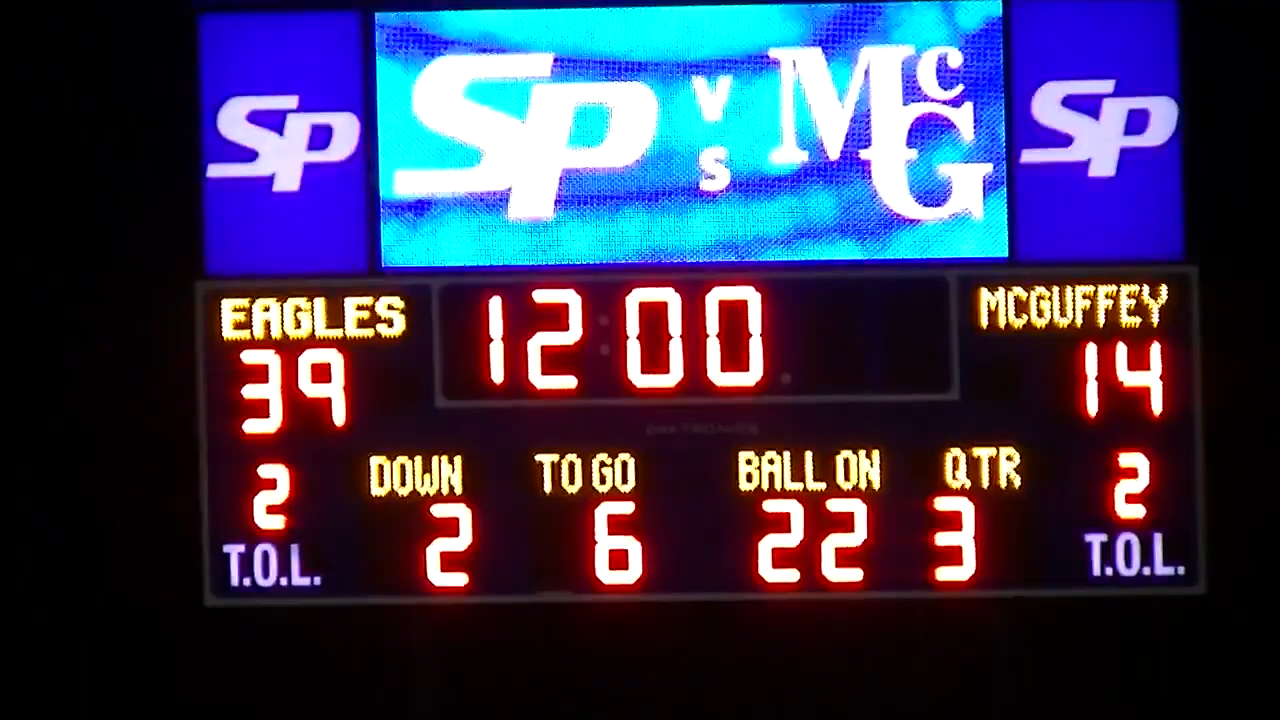 SP
SP VS McG
SP
EAGLES 12:00 MCGUFFEY
39 14
DOWN TO GO BALL ON QTR
2 2 6 22 3 2
T.O.L. T.O.L.